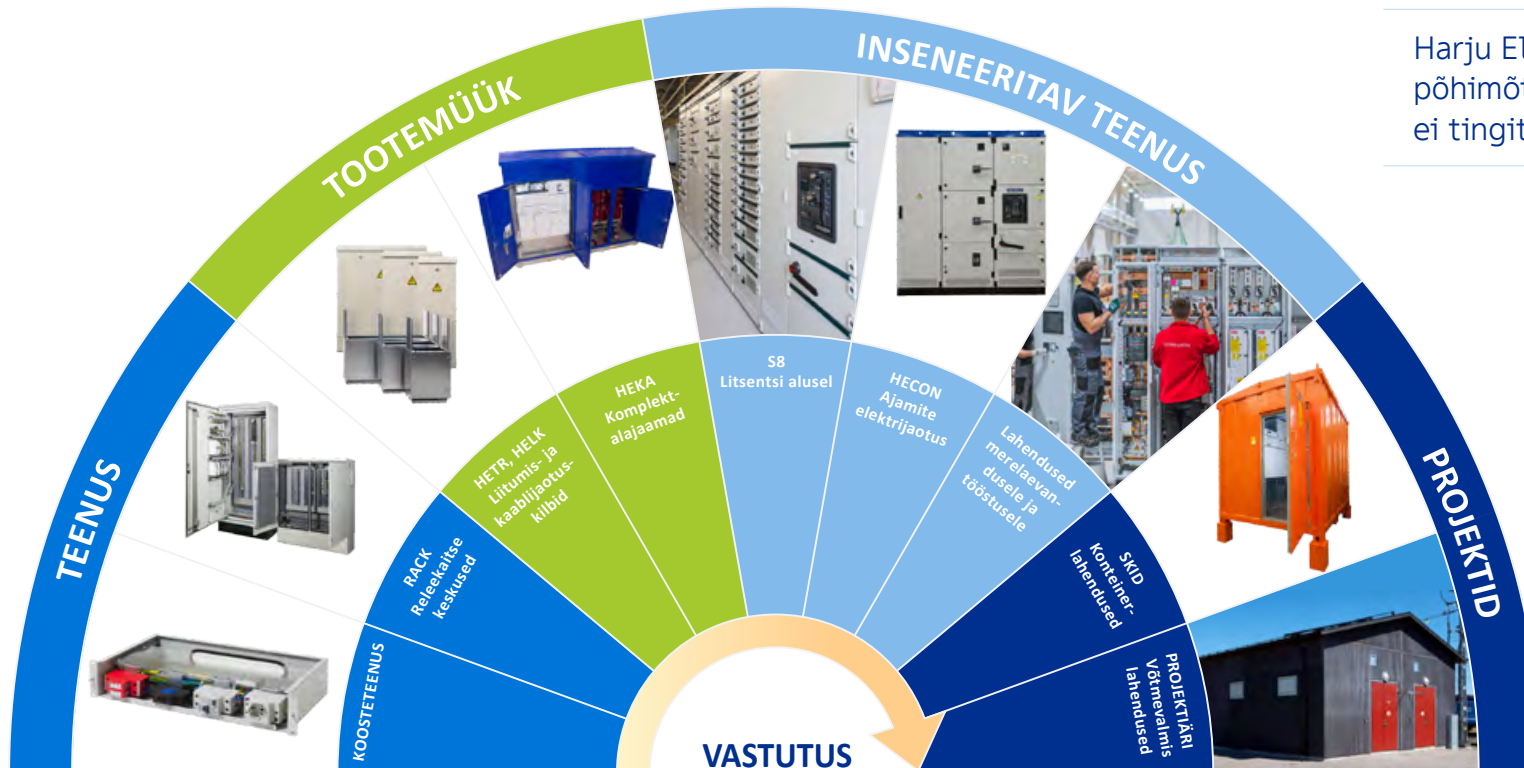 TEENUS
TOOTEMÜÜK
INSENEERITAV TEENUS
PROJEKTID
Harju
põhimõi
ei tingit
KOOSTETEENUS
RACK
Releekaitse
keskused
HETR, HELK
Liitumis- ja
kaablijaotus-
kilbid
HEKA
Komplekt-
alajaamad
S8
Litsentsi alusel
HECON
Ajamite
elektrijaotus
Lahendused
merelaevan-
dusele ja
tööstusele
SKID
Konteiner-
lahendused
PROJEKTIÄRI
Võtmevalmis
lahendused
VASTUTUS